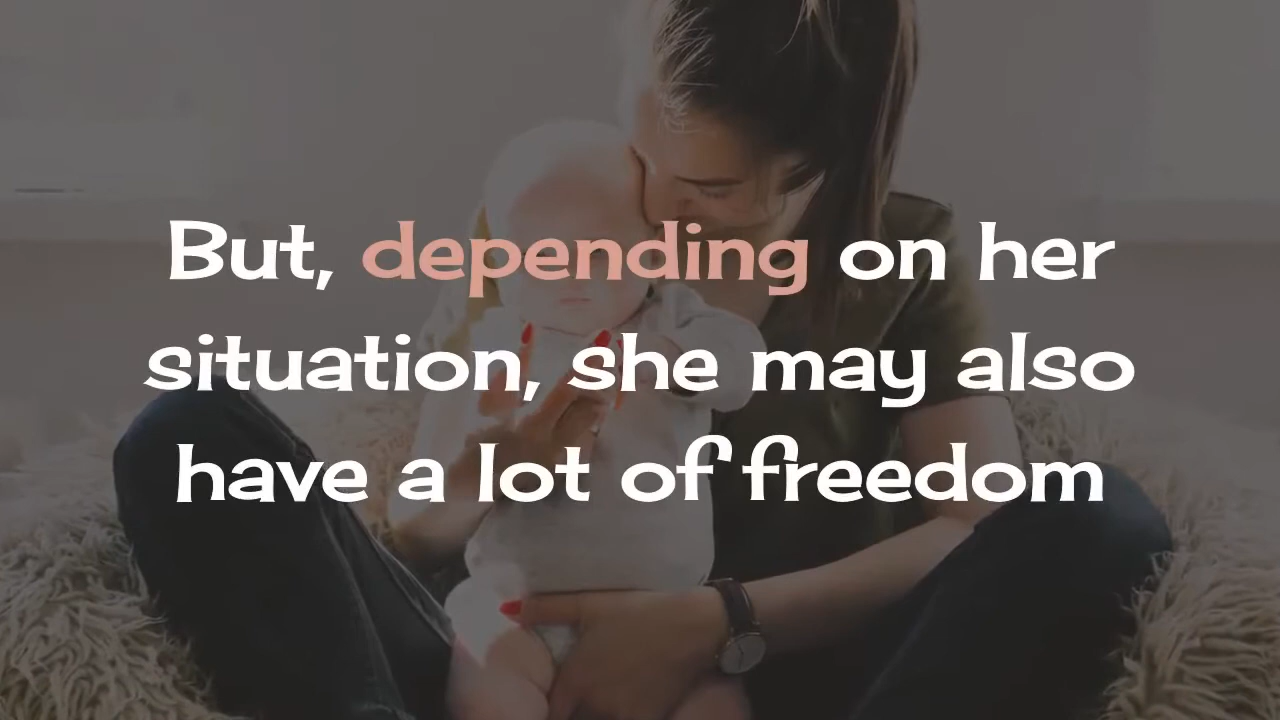 But, depending on her
situation, she may also
have a lot of freedom